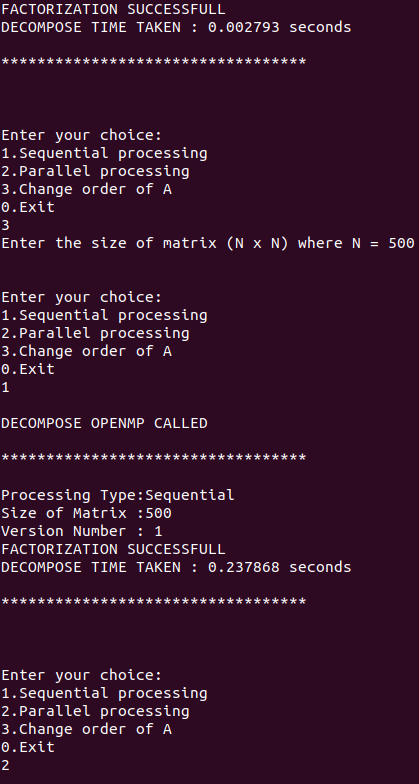 FACTORIZATION SUCCESSFULL
DECOMPOSE TIME TAKEN : 0.002793 seconds
**********************************
Enter your choice:
1.Sequential processing
2.Parallel processing
3.Change order of A
0.Exit
3
Enter the size of matrix (N x N) where N = 500
Enter your choice:
1.Sequential processing
2.Parallel processing
3.Change order of A
0.Exit
1
DECOMPOSE OPENMP CALLED
**********************************
Processing Type:Sequential
Size of Matrix :500
Version Number : 1
FACTORIZATION SUCCESSFULL
DECOMPOSE TIME TAKEN : 0.237868 seconds
**********************************
Enter your choice:
1.Sequential processing
2.Parallel processing
3.Change order of A
0.Exit
2